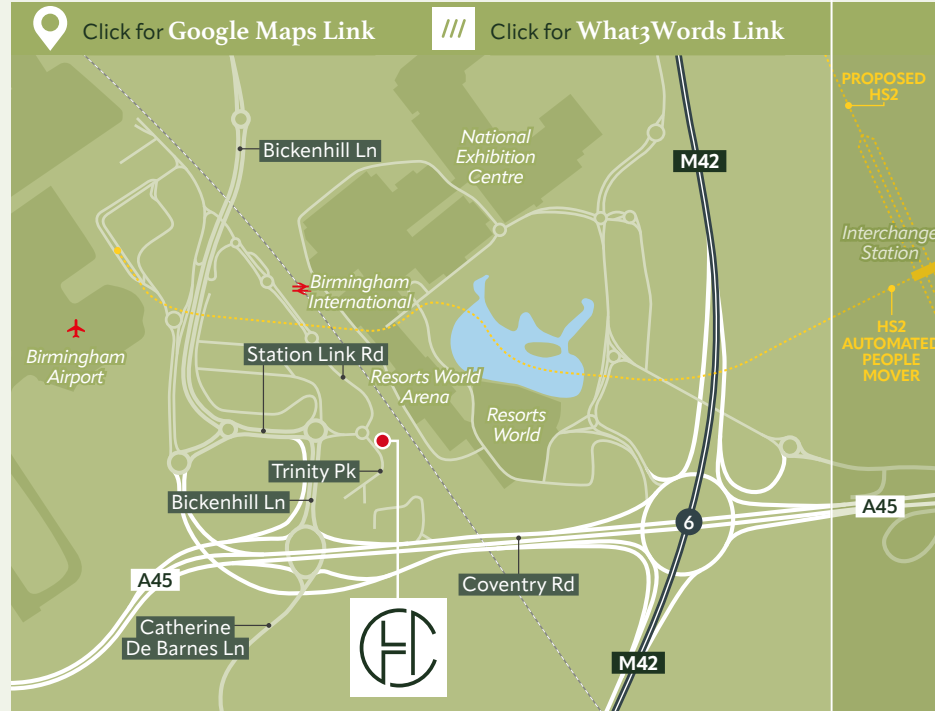 Click for Google Maps Link
Click for What3Words Link
PROPOSED
HS2
Bickenhill Ln
National
Exhibition
Centre
M42
Interchange
Station
Birmingham
International
HS2
AUTOMATED
PEOPLE
MOVER
Birmingham
Airport
Station Link Rd
Resorts World
Arena
Resorts
World
Trinity Pk
Bickenhill Ln
A45
6
A45
Coventry Rd
Catherine
De Barnes Ln
M42